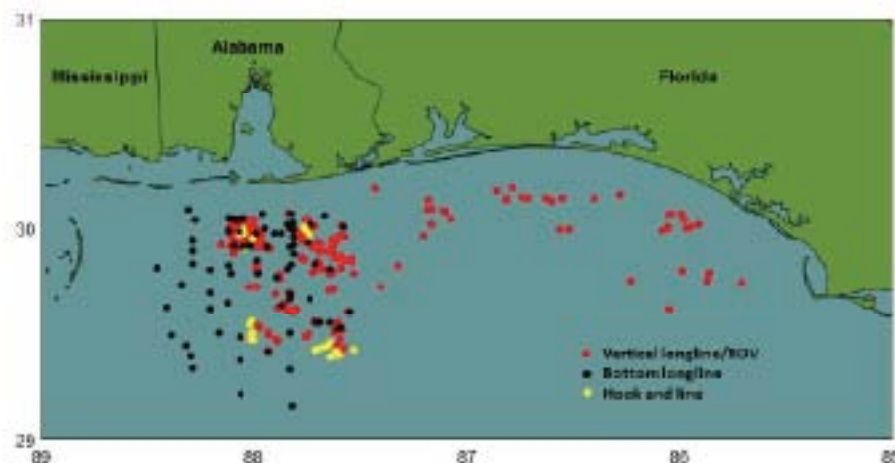 31
Alabama
Mississippi
Florida
30
Vertical longline/ROV
Bottom longline
Hook and line
29
89
88
87
86